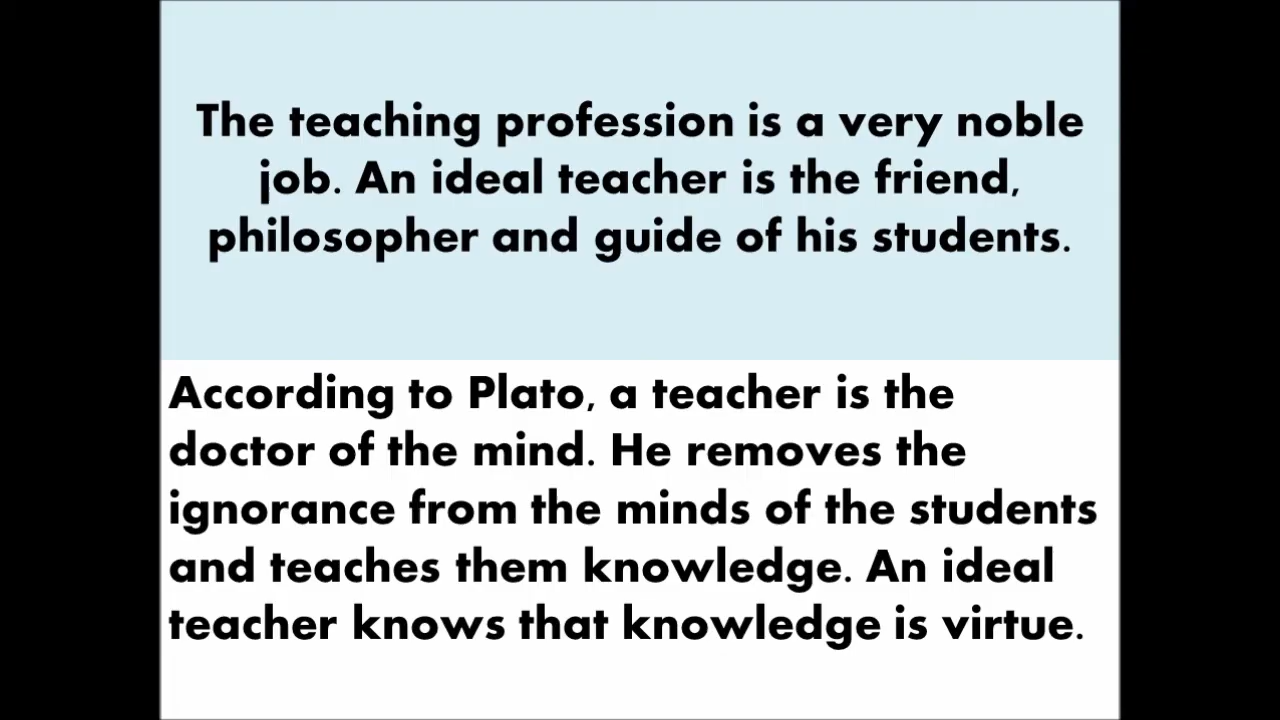 The teaching profession is a very noble
job. An ideal teacher is the friend,
philosopher and guide of his students.
According to Plato, a teacher is the
doctor of the mind. He removes the
ignorance from the minds of the students
and teaches them knowledge. An ideal
teacher knows that knowledge is virtue.